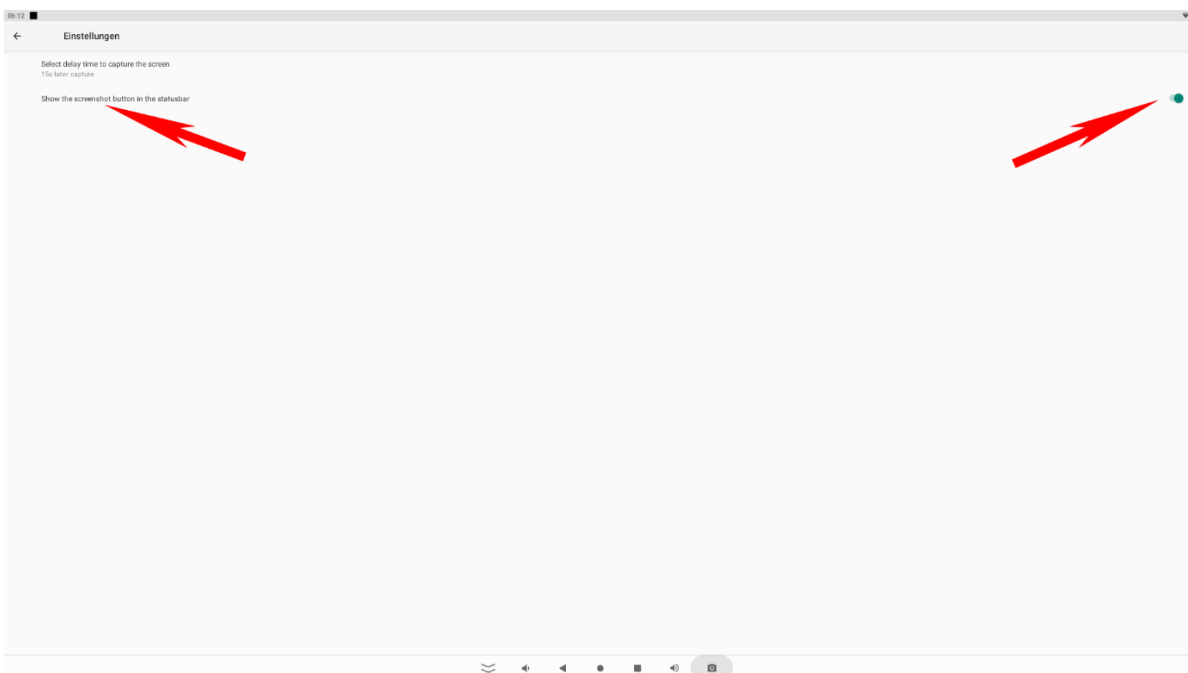 06:12
Einstellungen
Select delay time to capture the screen
15s later capture
Show the screenshot button in the statusbar